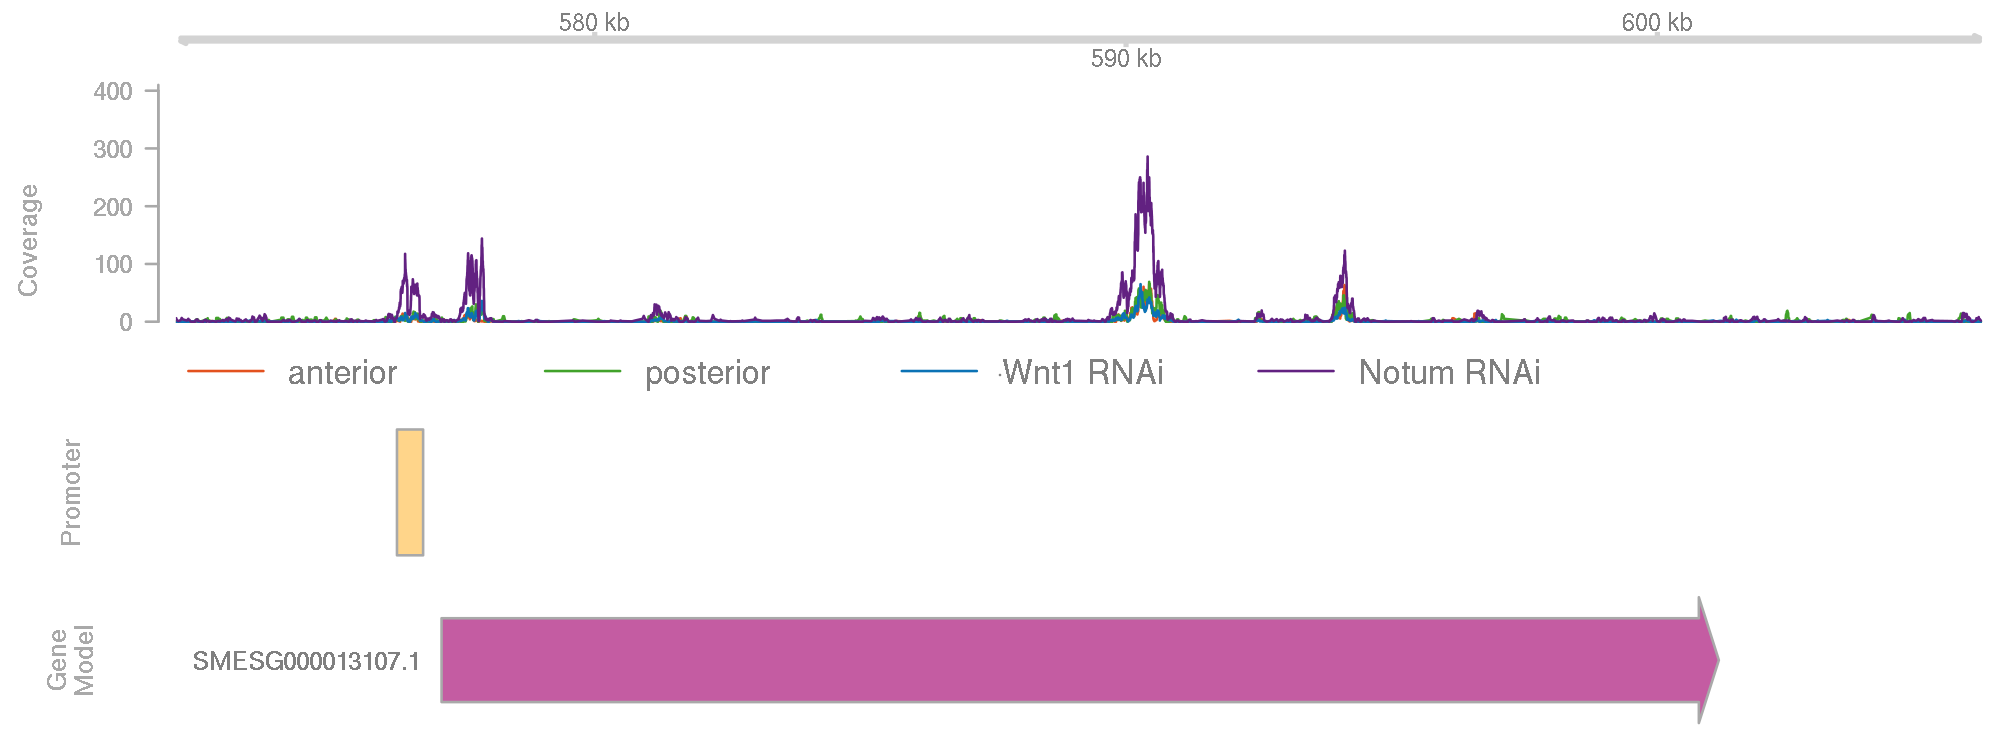 580 kb
600 kb
590 kb
400
300
200
100
0
Coverage
anterior posterior Wnt1 RNAi Notum RNAi
Promoter
Gene
Model
SMESG000013107.1